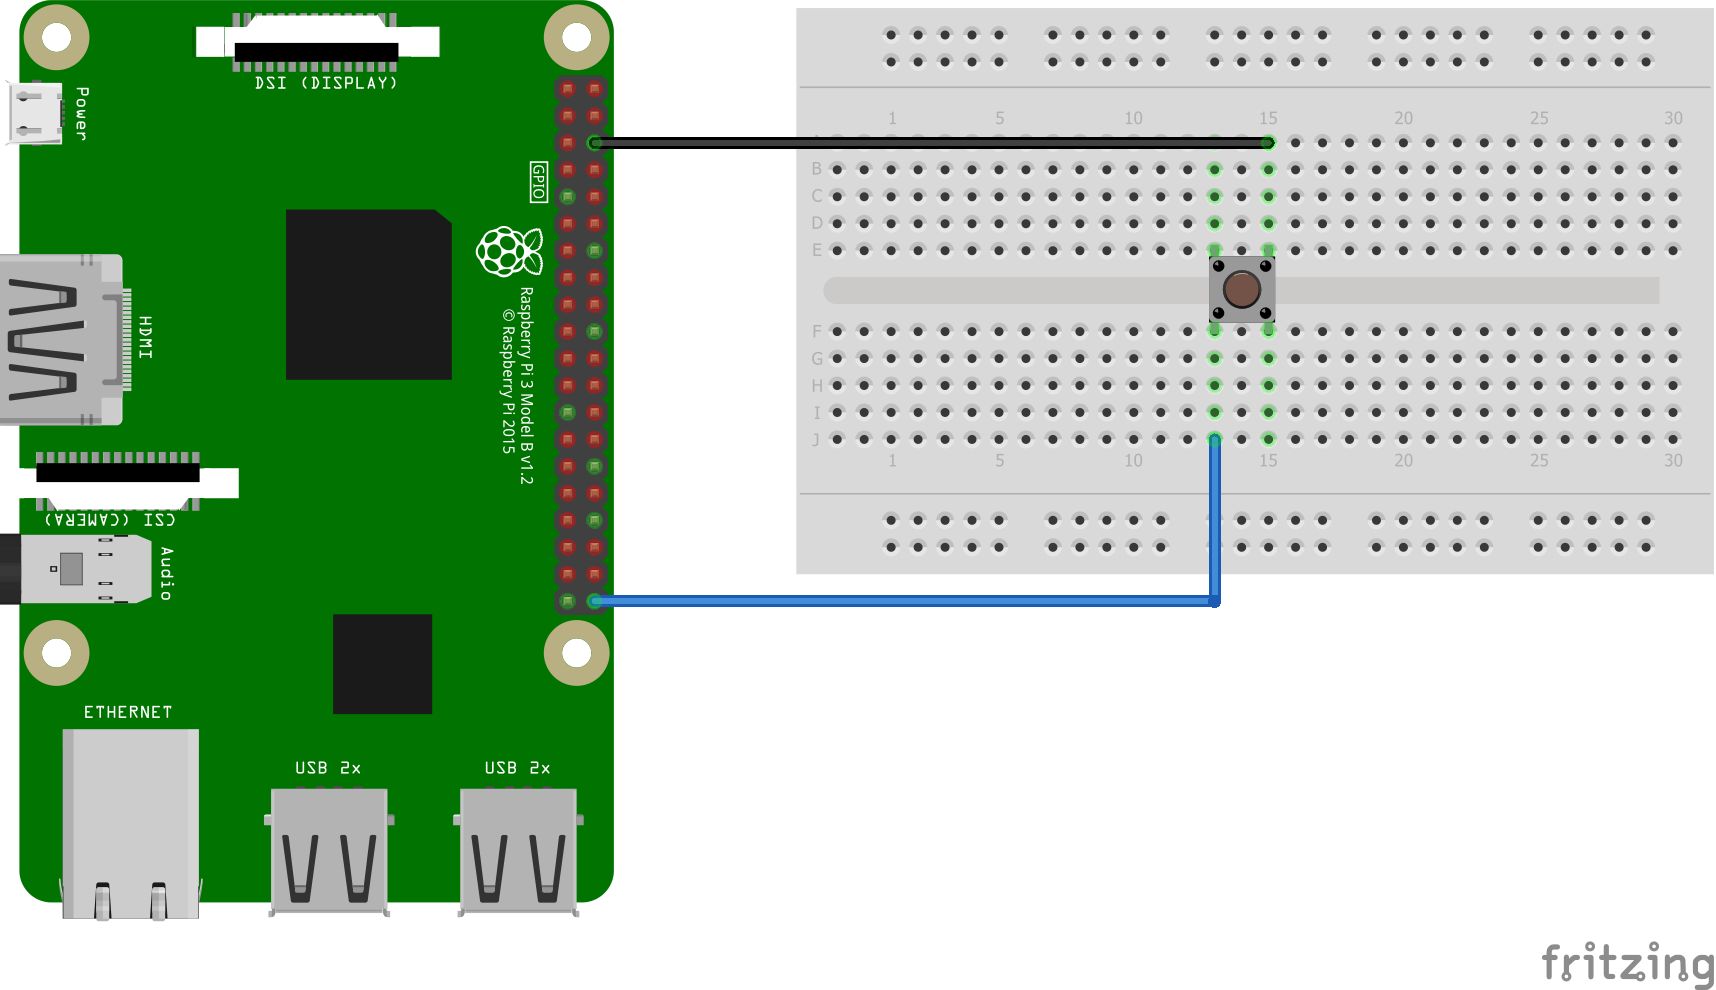 DSI (DISPLAY)
Power
GPIO
HDMI
Raspberry Pi 3 Model B v1.2
© Raspberry Pi 2015
CSI (CAMERA)
Audio
ETHERNET
USB 2x
USB 2x
1 5 10 15 20 25 30
B
C
D
E
F
G
H
I
J
1 5 10 15 20 25 30
fritzing